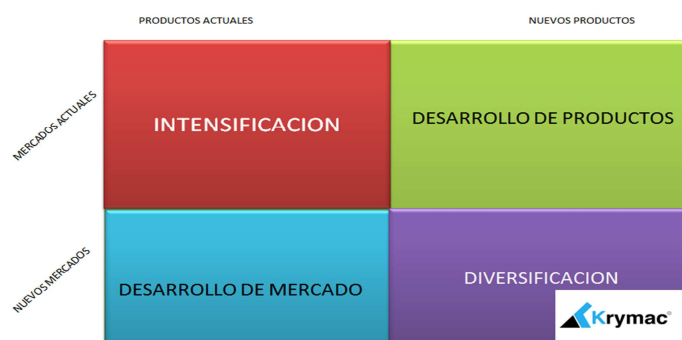 PRODUCTOS ACTUALES
NUEVOS PRODUCTOS
MERCADOS ACTUALES
INTENSIFICACION
DESARROLLO DE PRODUCTOS
NUEVOS MERCADOS
DESARROLLO DE MERCADO
DIVERSIFICACION
Krymac®